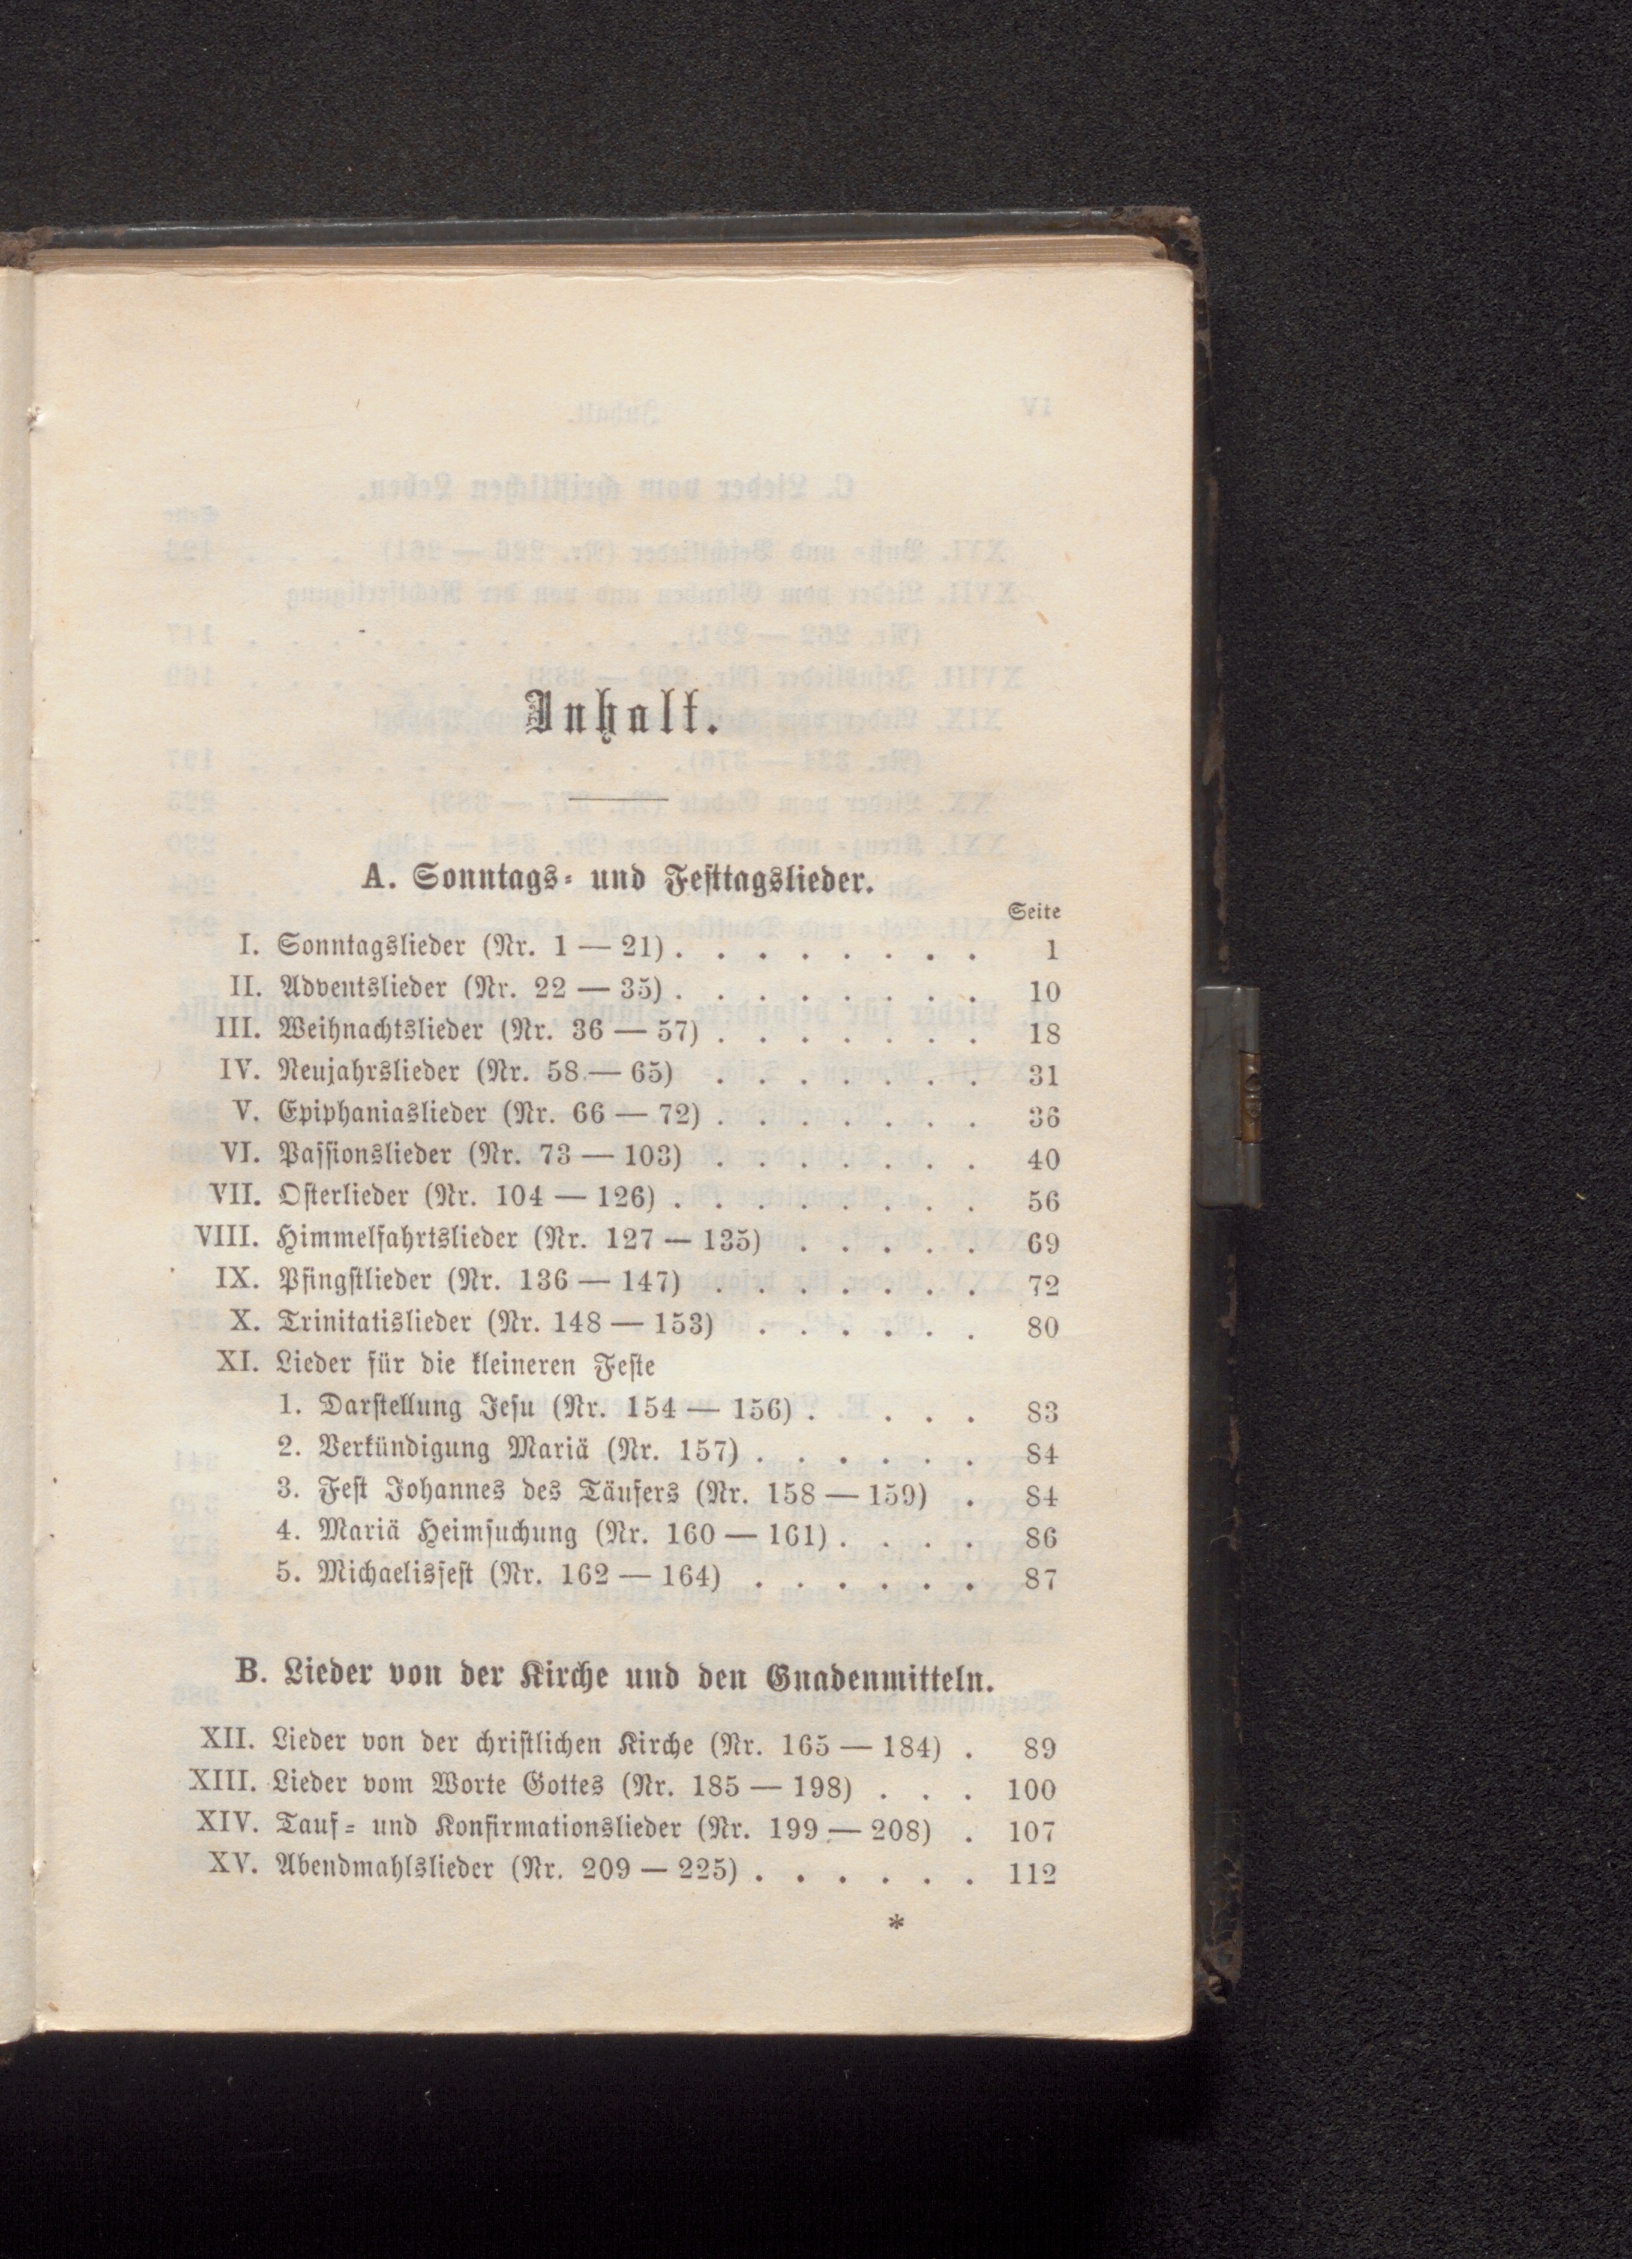 Inhalt.
A. Sonntags- und Festtagslieder.
Seite
I. Sonntagslieder (Nr. 1 — 21) . . . . . . . . 1
II. Adventslieder (Nr. 22 — 35) . . . . . . . . 10
III. Weihnachtslieder (Nr. 36 — 57) . . . . . . . 18
IV. Neujahrslieder (Nr. 58 — 65) . . . . . . . 31
V. Epiphaniaslieder (Nr. 66 — 72) . . . . . . . 36
VI. Passionslieder (Nr. 73 — 103) . . . . . . . 40
VII. Osterlieder (Nr. 104 — 126) . . . . . . . . 56
VIII. Himmelfahrtslieder (Nr. 127 — 135) . . . . . 69
IX. Pfingstlieder (Nr. 136 — 147) . . . . . . . 72
X. Trinitatislieder (Nr. 148 — 153) . . . . . . 80
XI. Lieder für die kleineren Feste
1. Darstellung Jesu (Nr. 154 — 156) . . . . 83
2. Verkündigung Mariä (Nr. 157) . . . . . . 84
3. Fest Johannes des Täufers (Nr. 158 — 159) . 84
4. Mariä Heimsuchung (Nr. 160 — 161) . . . . 86
5. Michaelisfest (Nr. 162 — 164) . . . . . . 87
B. Lieder von der Kirche und den Gnadenmitteln.
XII. Lieder von der christlichen Kirche (Nr. 165 — 184) . 89
XIII. Lieder vom Worte Gottes (Nr. 185 — 198) . . . 100
XIV. Tauf- und Konfirmationslieder (Nr. 199 — 208) . 107
XV. Abendmahlslieder (Nr. 209 — 225) . . . . . . 112
*